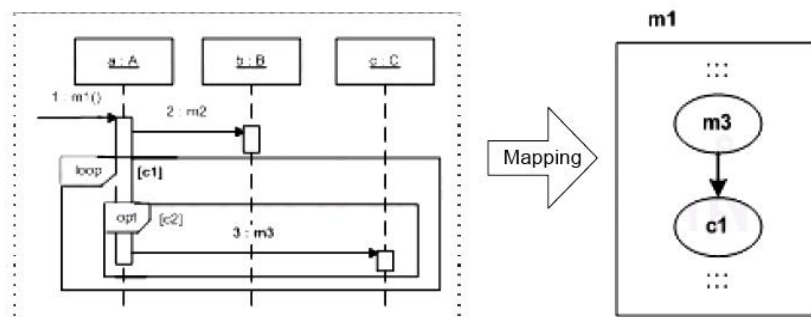 a : A
b : B
c : C
1 : m1()
2 : m2
loop
[c1]
opt
[c2]
3 : m3
Mapping
m1
m3
c1